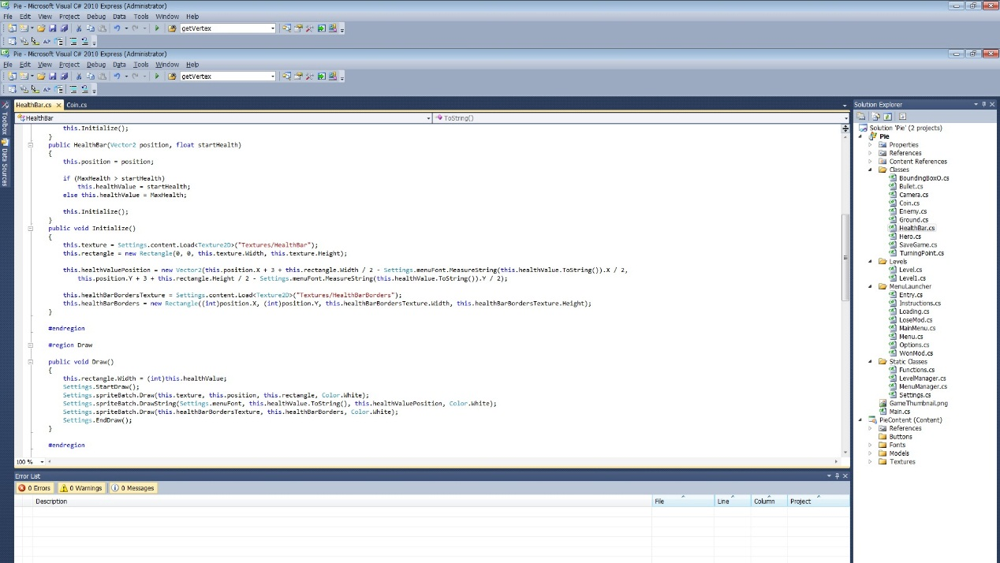 Pie - Microsoft Visual C# 2010 Express (Administrator)
File Edit View Project Debug Data Tools Window Help
getVertex
Pie - Microsoft Visual C# 2010 Express (Administrator)
File Edit View Project Debug Data Tools Window Help
getVertex
HealthBar.cs Coin.cs
HealthBar ToString()
Toolbox
Data Sources
this.Initialize();
}
public HealthBar(Vector2 position, float startHealth)
{
this.position = position;
if (MaxHealth > startHealth)
this.healthValue = startHealth;
else this.healthValue = MaxHealth;
this.Initialize();
}
public void Initialize()
{
this.texture = Settings.content.Load<Texture2D>("Textures/HealthBar");
this.rectangle = new Rectangle(0, 0, this.texture.Width, this.texture.Height);
this.healthValuePosition = new Vector2(this.position.X + 3 + this.rectangle.Width / 2 - Settings.menuFont.MeasureString(this.healthValue.ToString()).X / 2,
this.position.Y + 3 + this.rectangle.Height / 2 - Settings.menuFont.MeasureString(this.healthValue.ToString()).Y / 2);
this.healthBarBordersTexture = Settings.content.Load<Texture2D>("Textures/HealthBarBorders");
this.healthBarBorders = new Rectangle((int)position.X, (int)position.Y, this.healthBarBordersTexture.Width, this.healthBarBordersTexture.Height);
}
#endregion
#region Draw
public void Draw()
{
this.rectangle.Width = (int)this.healthValue;
Settings.StartDraw();
Settings.spriteBatch.Draw(this.texture, this.position, this.rectangle, Color.White);
Settings.spriteBatch.DrawString(Settings.menuFont, this.healthValue.ToString(), this.healthValuePosition, Color.White);
Settings.spriteBatch.Draw(this.healthBarBordersTexture, this.healthBarBorders, Color.White);
Settings.EndDraw();
}
#endregion
100 %
Error List
0 Errors 0 Warnings 0 Messages
Description File Line Column Project
Solution Explorer
Solution 'Pie' (2 projects)
Pie
Properties
References
Content References
Classes
BoundingBoxO.cs
Bullet.cs
Camera.cs
Coin.cs
Enemy.cs
Ground.cs
HealthBar.cs
Hero.cs
SaveGame.cs
TurningPoint.cs
Levels
Level.cs
Level1.cs
MenuLauncher
Entry.cs
Instructions.cs
Loading.cs
LoseMod.cs
MainMenu.cs
Menu.cs
Options.cs
WonMod.cs
Static Classes
Functions.cs
LevelManager.cs
MenuManager.cs
Settings.cs
GameThumbnail.png
Main.cs
PieContent (Content)
References
Buttons
Fonts
Models
Textures